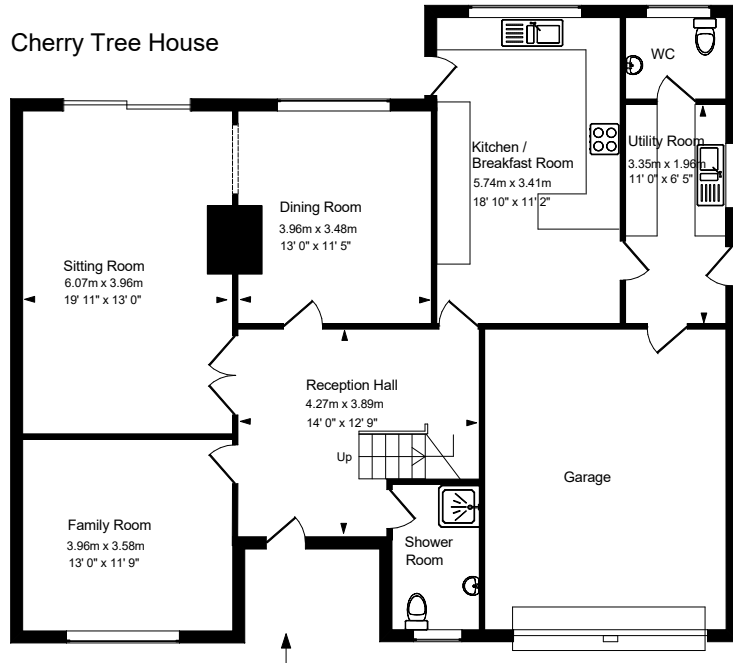 Cherry Tree House
WC
Kitchen /
Breakfast Room
5.74m x 3.41m
18' 10" x 11' 2"
Utility Room
3.35m x 1.96m
11' 0" x 6' 5"
Dining Room
3.96m x 3.48m
13' 0" x 11' 5"
Sitting Room
6.07m x 3.96m
19' 11" x 13' 0"
Reception Hall
4.27m x 3.89m
14' 0" x 12' 9"
Up
Garage
Family Room
3.96m x 3.58m
13' 0" x 11' 9"
Shower
Room